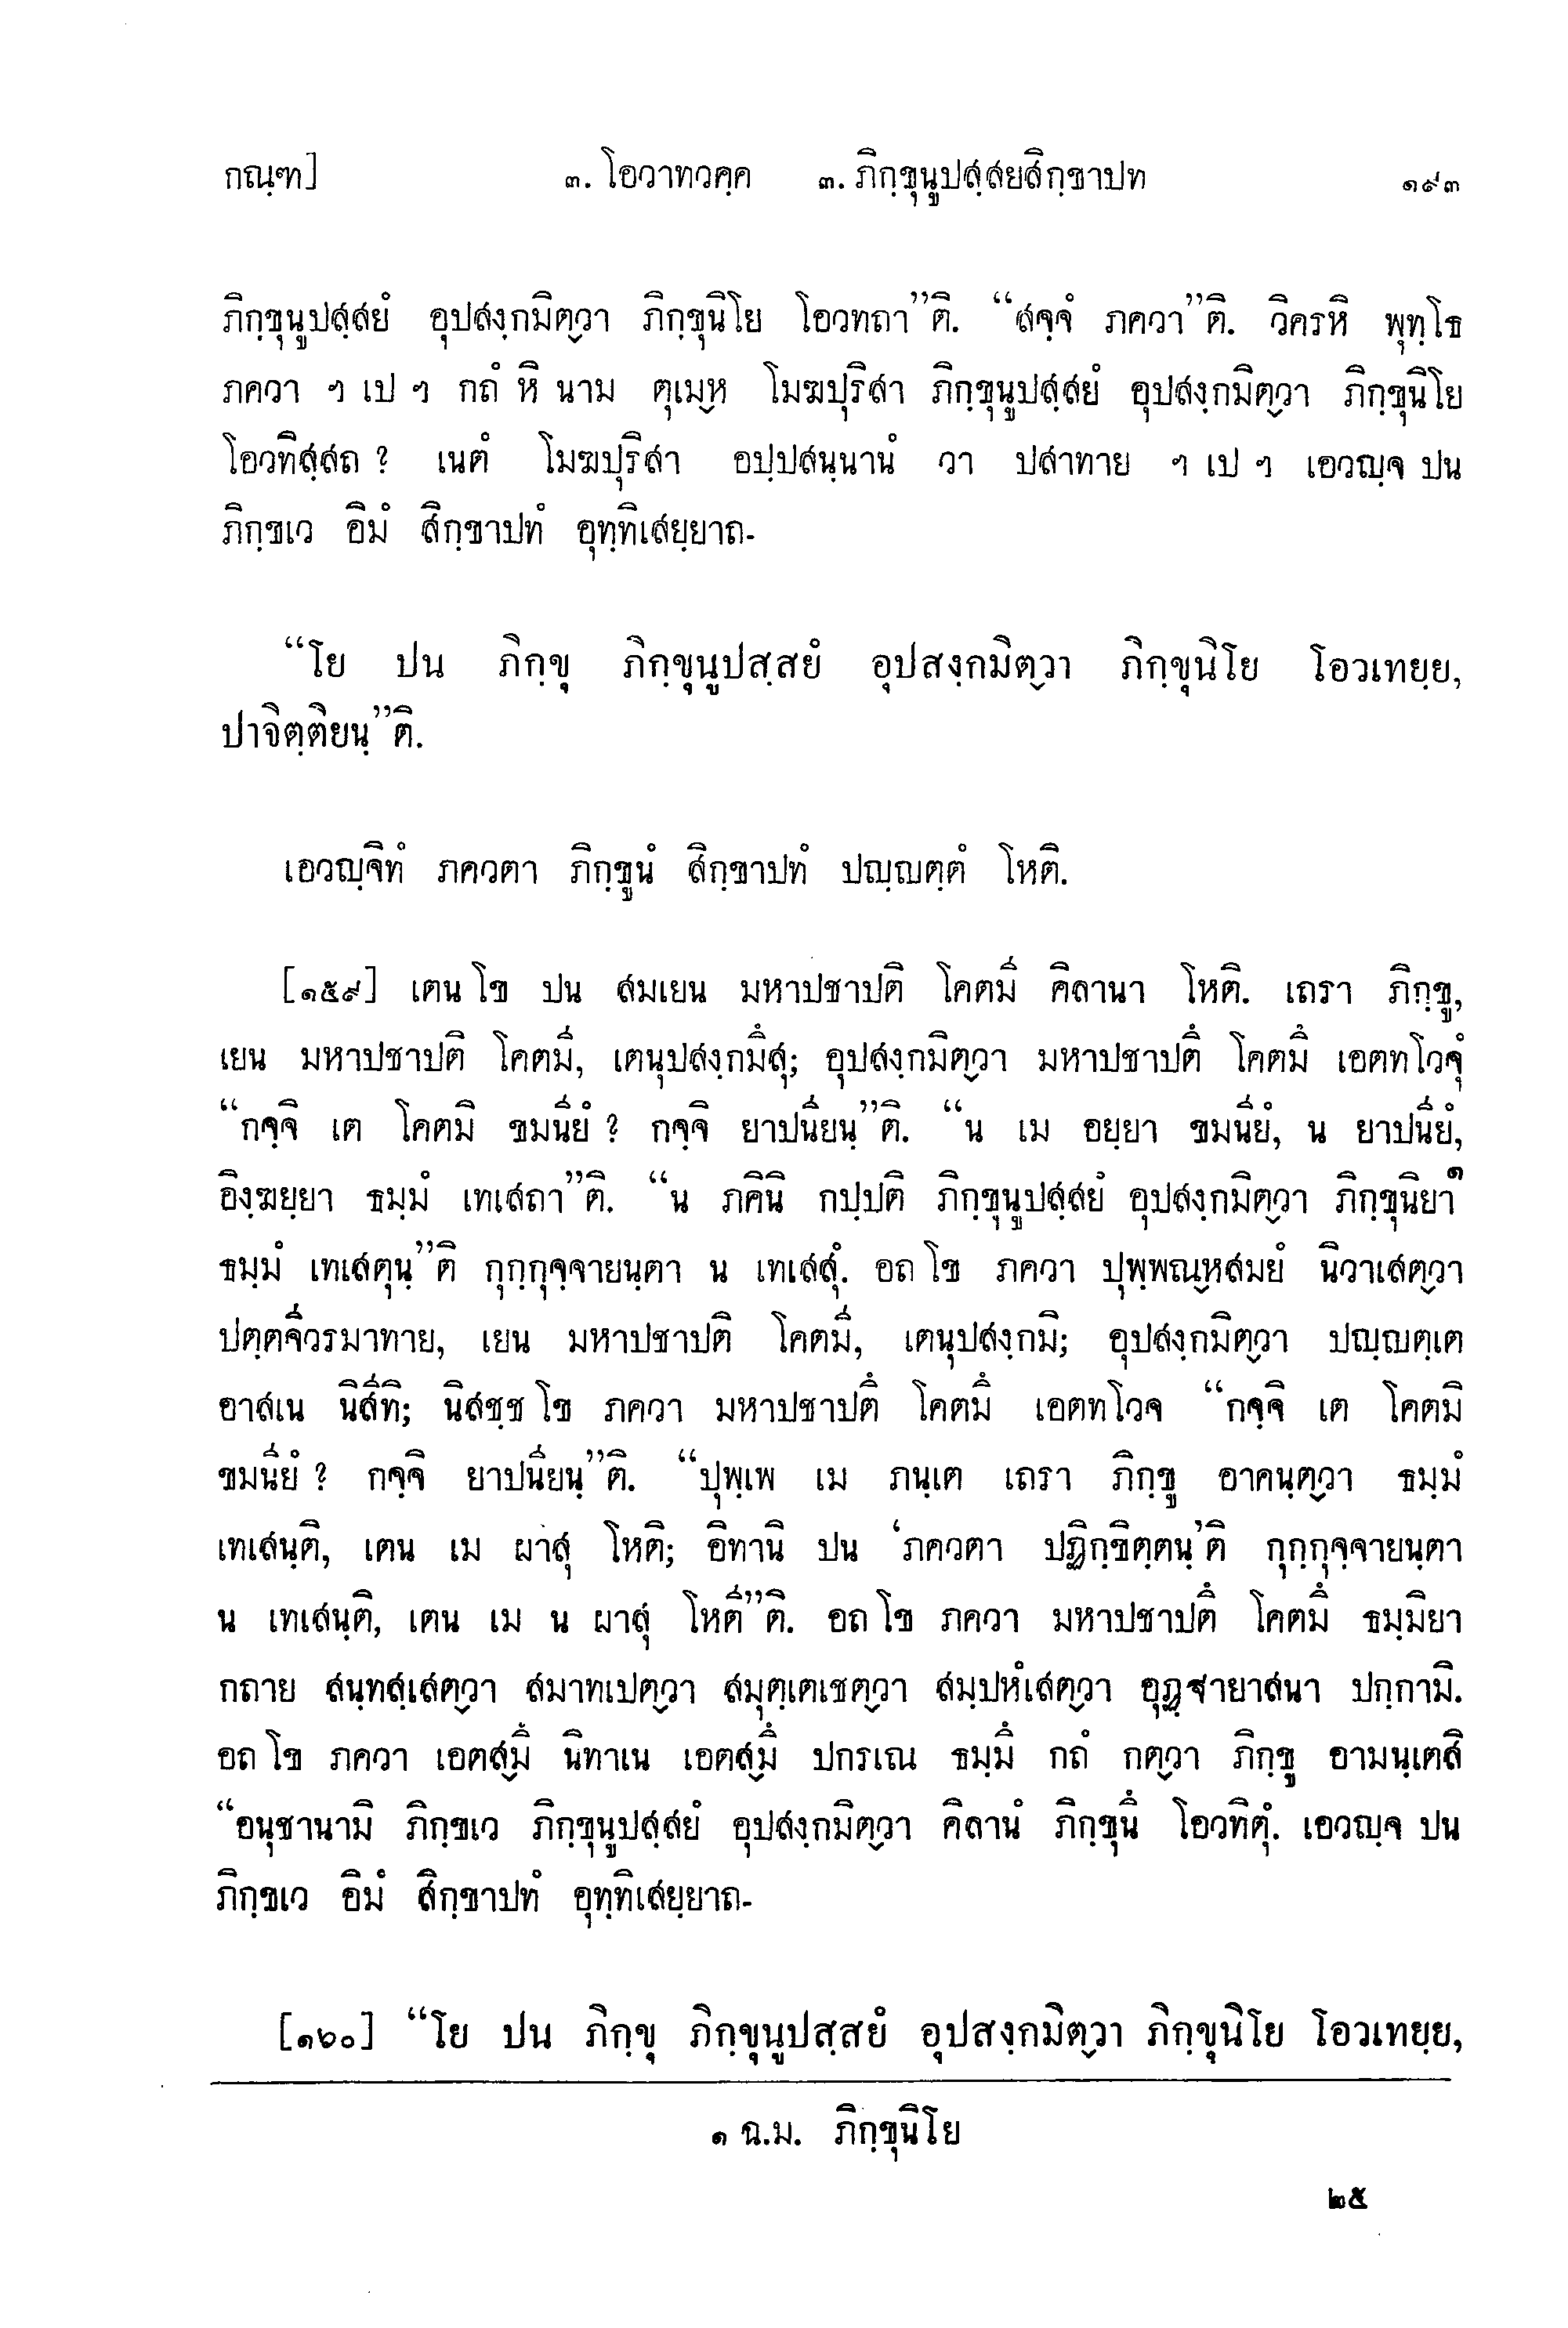 กณฺฑ] ๓. โอวาทวคฺค ๓. ภิกฺขุนูปสฺสยสิกฺขาปท ๑๙๓
ภิกฺขุนูปสฺสยํ อุปสงฺกมิตฺวา ภิกฺขุนิโย โอวทถา”ติ. “สจฺจํ ภควา”ติ. วิครหิ พุทฺโธ
ภควา ฯ เป ฯ กถํ หิ นาม ตุเมฺห โมฆปุริสา ภิกฺขุนูปสฺสยํ อุปสงฺกมิตฺวา ภิกฺขุนิโย
โอวทิสฺสถ ? เนตํ โมฆปุริสา อปฺปสนฺนานํ วา ปสาทาย ฯ เป ฯ เอวญฺจ ปน
ภิกฺขเว อิมํ สิกฺขาปทํ อุทฺทิเสยฺยาถ-
“โย ปน ภิกฺขุ ภิกฺขุนูปสฺสยํ อุปสงฺกมิตฺวา ภิกฺขุนิโย โอวเทยฺย,
ปาจิตฺติยนฺ”ติ.
เอวญฺจิทํ ภควตา ภิกฺขูนํ สิกฺขาปทํ ปญฺญตฺตํ โหติ.
[๑๕๙] เตน โข ปน สมเยน มหาปชาปติ โคตมี คิลานา โหติ. เถรา ภิกฺขู,
เยน มหาปชาปติ โคตมี, เตนุปสงฺกมึสุ; อุปสงฺกมิตฺวา มหาปชาปตึ โคตมึ เอตทโวจุํ
“กจฺจิ เต โคตมิ ขมนียํ ? กจฺจิ ยาปนียนฺ”ติ. “น เม อยฺยา ขมนียํ, น ยาปนียํ,
อิงฺฆยฺยา ธมฺมํ เทเสถา”ติ. “น ภคินิ กปฺปติ ภิกฺขุนูปสฺสยํ อุปสงฺกมิตฺวา ภิกฺขุนิยา๑
ธมฺมํ เทเสตุนฺ”ติ กุกฺกุจฺจายนฺตา น เทเสสุํ. อถ โข ภควา ปุพฺพณฺหสมยํ นิวาเสตฺวา
ปตฺตจีวรมาทาย, เยน มหาปชาปติ โคตมี, เตนุปสงฺกมิ; อุปสงฺกมิตฺวา ปญฺญตฺเต
อาสเน นิสีทิ; นิสชฺช โข ภควา มหาปชาปตึ โคตมึ เอตทโวจ “กจฺจิ เต โคตมิ
ขมนียํ ? กจฺจิ ยาปนียนฺ”ติ. “ปุพฺเพ เม ภนฺเต เถรา ภิกฺขู อาคนฺตฺวา ธมฺมํ
เทเสนฺติ, เตน เม ผาสุ โหติ; อิทานิ ปน ‘ภควตา ปฏิกฺขิตฺตนฺ’ติ กุกฺกุจฺจายนฺตา
น เทเสนฺติ, เตน เม น ผาสุ โหตี”ติ. อถ โข ภควา มหาปชาปตึ โคตมึ ธมฺมิยา
กถาย สนฺทสฺเสตฺวา สมาทเปตฺวา สมุตฺเตเชตฺวา สมฺปหํเสตฺวา อุฏฺฐายาสนา ปกฺกามิ.
อถ โข ภควา เอตสฺมึ นิทาเน เอตสฺมึ ปกรเณ ธมฺมึ กถํ กตฺวา ภิกฺขู อามนฺเตสิ
“อนุชานามิ ภิกฺขเว ภิกฺขุนูปสฺสยํ อุปสงฺกมิตฺวา คิลานํ ภิกฺขุนึ โอวทิตุํ. เอวญฺจ ปน
ภิกฺขเว อิมํ สิกฺขาปทํ อุทฺทิเสยฺยาถ-
[๑๖๐] “โย ปน ภิกฺขุ ภิกฺขุนูปสฺสยํ อุปสงฺกมิตฺวา ภิกฺขุนิโย โอวเทยฺย,
๑ ฉ.ม. ภิกฺขุนิโย
๒๕